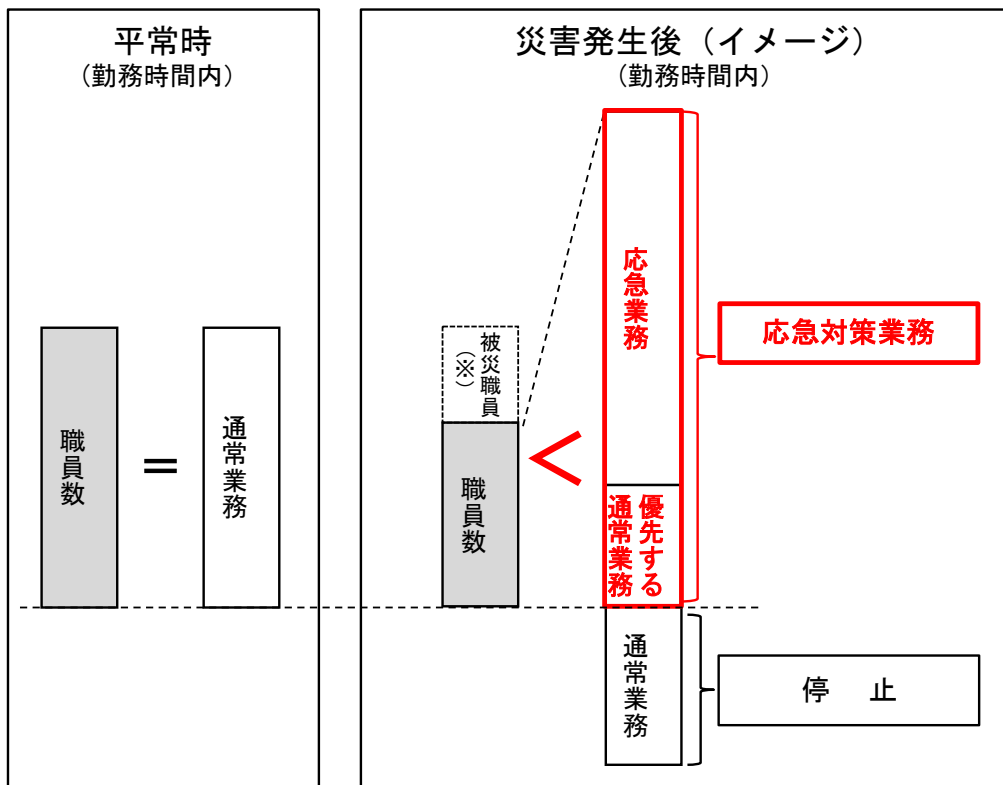 平常時
（勤務時間内）
職員数
＝
通常業務
災害発生後（イメージ）
（勤務時間内）
被災職員
（※）
職員数
＜
応急業務
優先する
通常業務
応急対策業務
通常業務
停　止